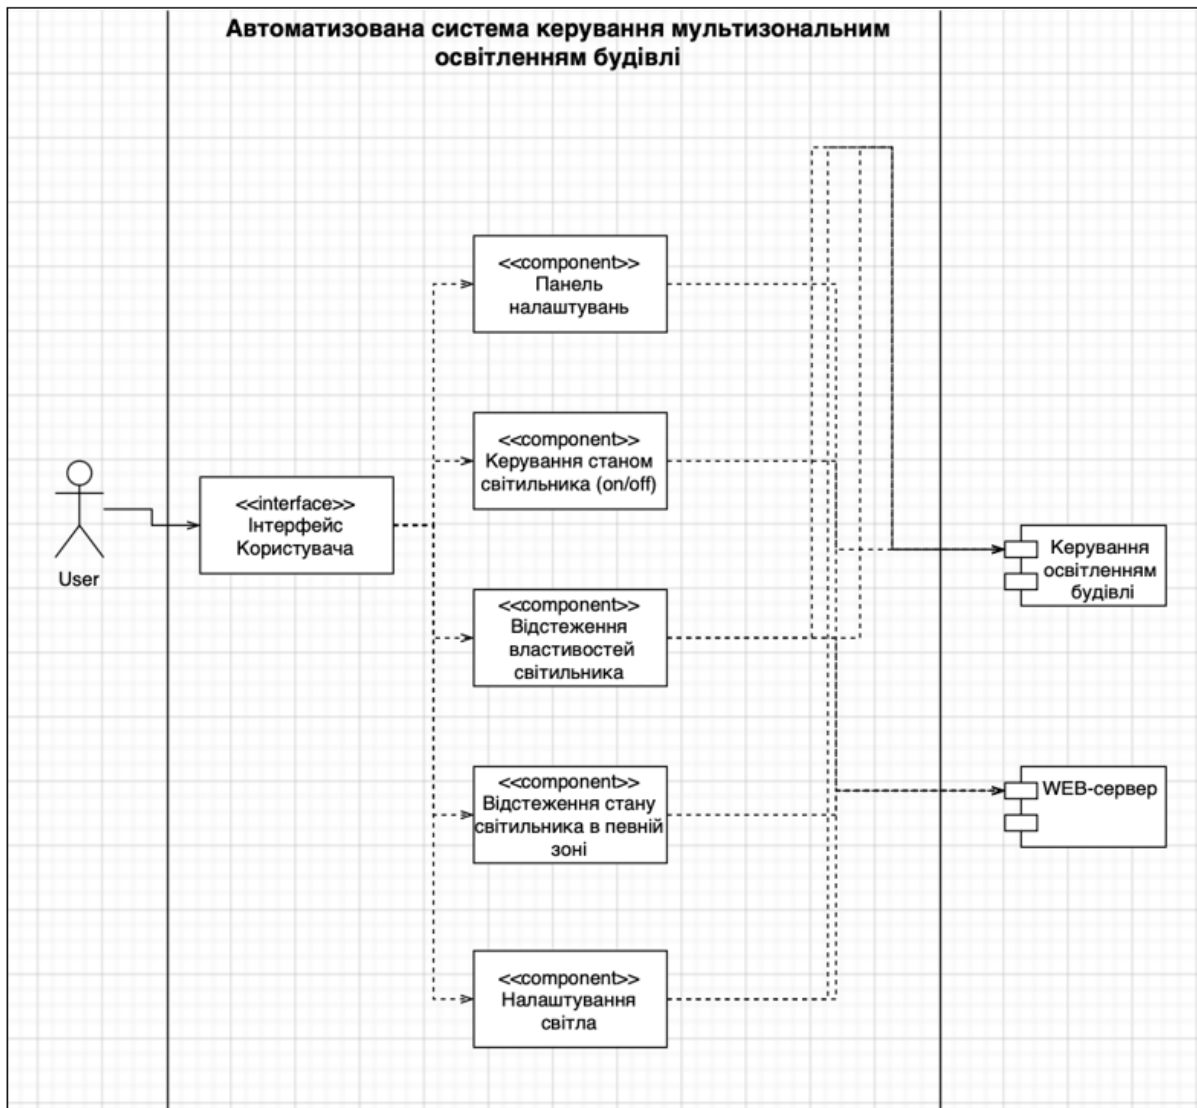 Автоматизована система керування мультизональним
освітленням будівлі
<<component>>
Панель
налаштувань
<<component>>
Керування станом
світильника (on/off)
User
<<interface>>
Інтерфейс
Користувача
<<component>>
Відстеження
властивостей
світильника
<<component>>
Відстеження стану
світильника в певній
зоні
<<component>>
Налаштування
світла
Керування
освітленням
будівлі
WEB-сервер